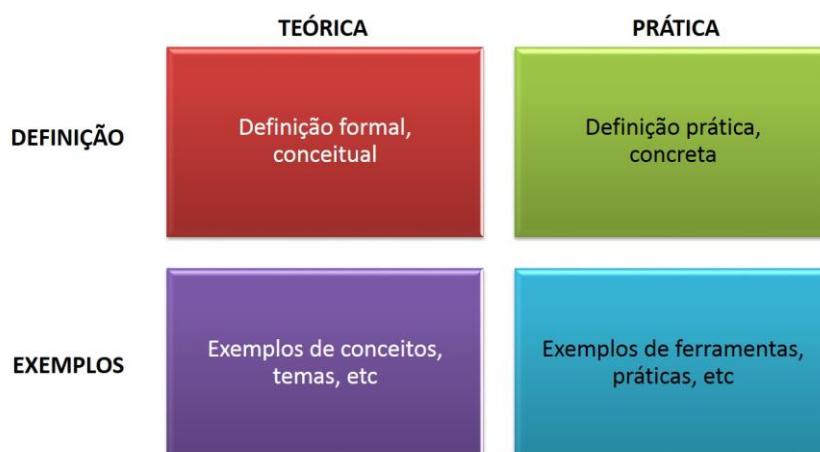 TEÓRICA
PRÁTICA
DEFINIÇÃO
Definição formal,
conceitual
Definição prática,
concreta
EXEMPLOS
Exemplos de conceitos,
temas, etc
Exemplos de ferramentas,
práticas, etc